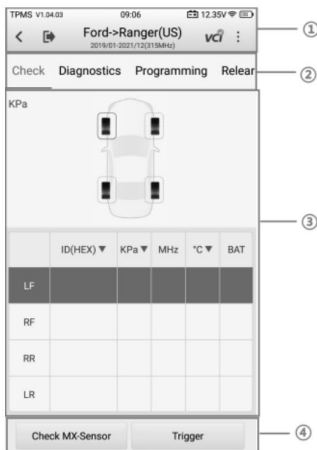 TPMS V1.04.03 09:06 12.35V
Ford->Ranger(US) VCI
2019/01-2021/12(315MHz)
①
Check Diagnostics Programming Relear
②
KPa
③
ID(HEX) ▼ KPa ▼ MHz °C ▼ BAT
LF
RF
RR
LR
Check MX-Sensor Trigger
④